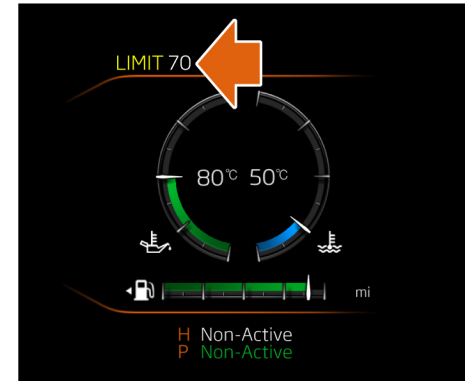 LIMIT 70
80°C 50°C
mi
H Non-Active
P Non-Active